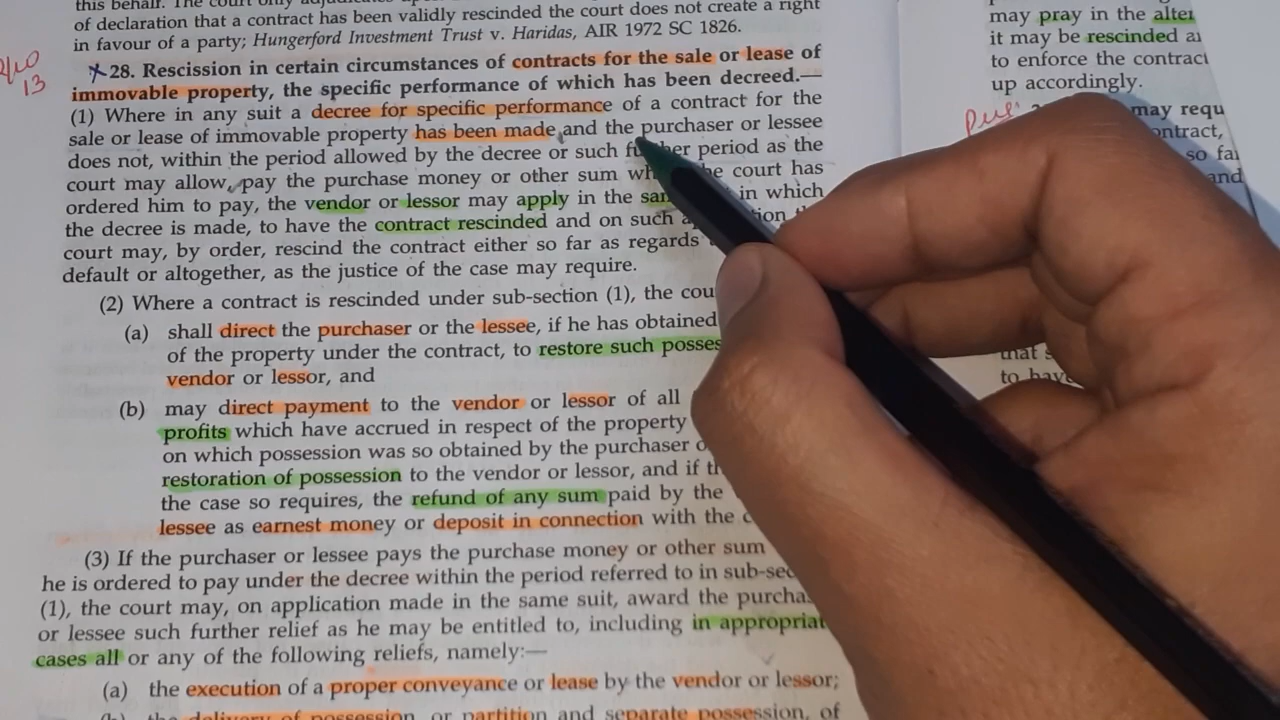 this behalf. The court only adjudicates
of declaration that a contract has been validly rescinded the court does not create a right
in favour of a party; Hungerford Investment Trust v. Haridas, AIR 1972 SC 1826.
28. Rescission in certain circumstances of contracts for the sale or lease of
immovable property, the specific performance of which has been decreed.—
(1) Where in any suit a decree for specific performance of a contract for the
sale or lease of immovable property has been made and the purchaser or lessee
does not, within the period allowed by the decree or such further period as the
court may allow, pay the purchase money or other sum the court has
ordered him to pay, the vendor or lessor may apply in the in which
the decree is made, to have the contract rescinded and on such
court may, by order, rescind the contract either so far as regards
default or altogether, as the justice of the case may require.
(2) Where a contract is rescinded under sub-section (1), the
(a) shall direct the purchaser or the lessee, if he has obtained
of the property under the contract, to restore such
vendor or lessor, and
(b) may direct payment to the vendor or lessor of all
profits which have accrued in respect of the property
on which possession was so obtained by the purchaser
restoration of possession to the vendor or lessor, and if
the case so requires, the refund of any sum paid by the
lessee as earnest money or deposit in connection with the
(3) If the purchaser or lessee pays the purchase money or other sum
he is ordered to pay under the decree within the period referred to in
(1), the court may, on application made in the same suit, award the
or lessee such further relief as he may be entitled to, including in
cases all or any of the following reliefs, namely:—
(a) the execution of a proper conveyance or lease by the vendor or lessor;
the delivery of possession, or partition and separate possession, of
may pray in the
it may be rescinded
to enforce the contract
up accordingly.
may
so
and
to have
13